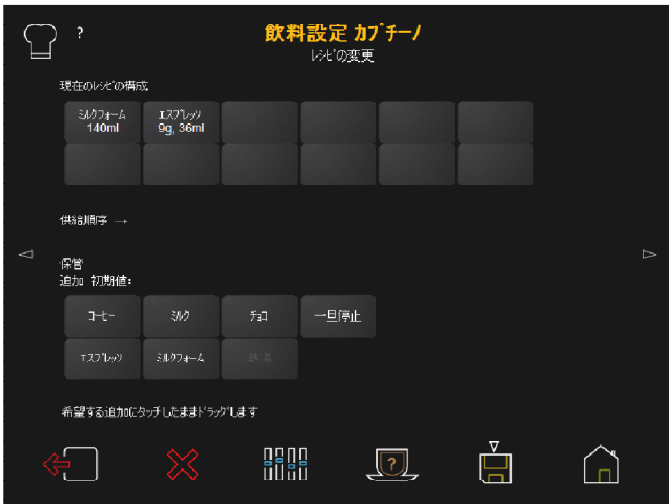 ?
飲料設定 ｶﾌﾟﾁｰﾉ
ﾚｼﾋﾟの変更
現在のﾚｼﾋﾟの構成
ﾐﾙｸﾌｫｰﾑ
140ml
ｴｽﾌﾟﾚｯｿ
9g, 36ml
供給順序 →
保管
追加 初期値:
ｺｰﾋｰ
ﾐﾙｸ
ﾁｮｺ
一旦停止
ｴｽﾌﾟﾚｯｿ
ﾐﾙｸﾌｫｰﾑ
希望する追加にﾀｯﾁしたままﾄﾞﾗｯｸﾞします
?